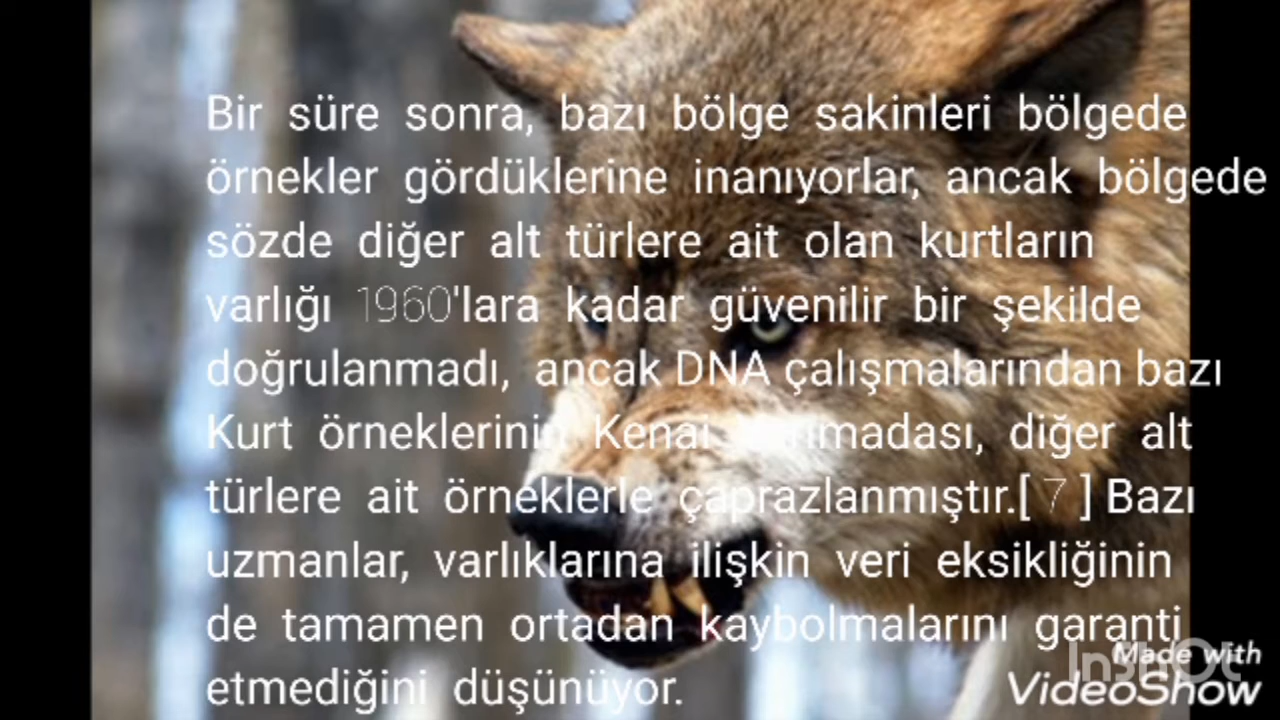 Bir süre sonra, bazı bölge sakinleri bölgede
örnekler gördüklerine inanıyorlar, ancak bölgede
sözde diğer alt türlere ait olan kurtların
varlığı 1960'lara kadar güvenilir bir şekilde
doğrulanmadı, ancak DNA çalışmalarından bazı
Kurt örneklerinin Kenai Yarımadası, diğer alt
türlere ait örneklerle çaprazlanmıştır.[ 7 ] Bazı
uzmanlar, varlıklarına ilişkin veri eksikliğinin
de tamamen ortadan kaybolmalarını garanti
etmediğini düşünüyor.
InShOt
Made with
VideoShow